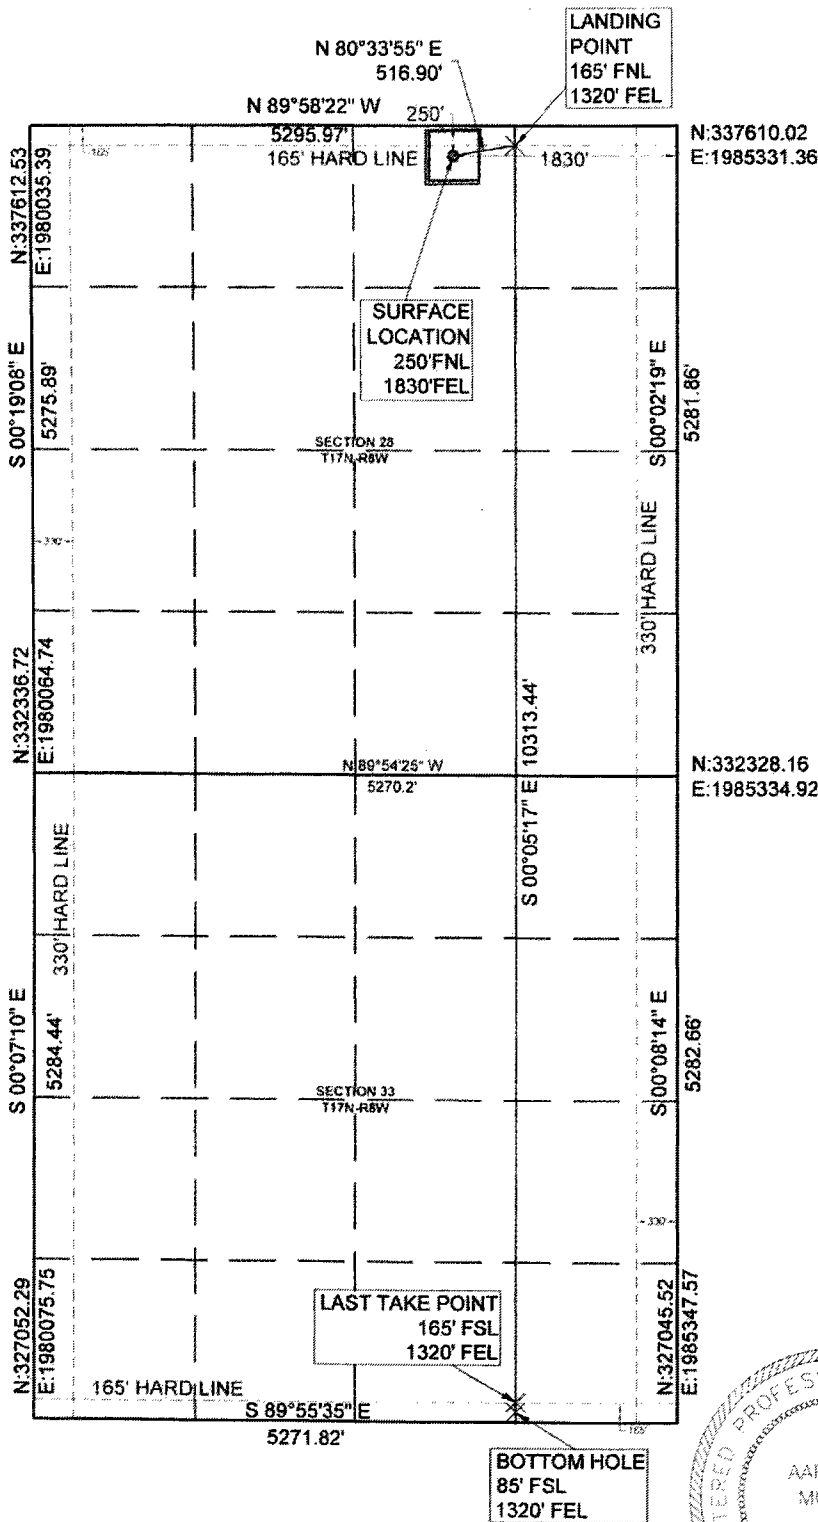 LANDING
POINT
165' FNL
1320' FEL
N 80°33'55" E
516.90'
N 89°58'22" W
5295.97'
250'
165' HARD LINE
1830'
165'
N:337610.02
E:1985331.36
N:337612.53
E:1980035.39
SURFACE
LOCATION
250'FNL
1830'FEL
S 00°19'08" E
5275.89'
S 00°02'19" E
5281.86'
SECTION 28
T17N-R8W
330'
330' HARD LINE
N:332336.72
E:1980064.74
N 89°54'25" W
5270.2'
S 00°05'17" E 10313.44'
N:332328.16
E:1985334.92
330' HARD LINE
S 00°07'10" E
5284.44'
S 00°08'14" E
5282.66'
SECTION 33
T17N-R8W
330'
N:327052.29
E:1980075.75
LAST TAKE POINT
165' FSL
1320' FEL
N:327045.52
E:1985347.57
165' HARD LINE
S 89°55'35" E
5271.82'
165'
BOTTOM HOLE
85' FSL
1320' FEL